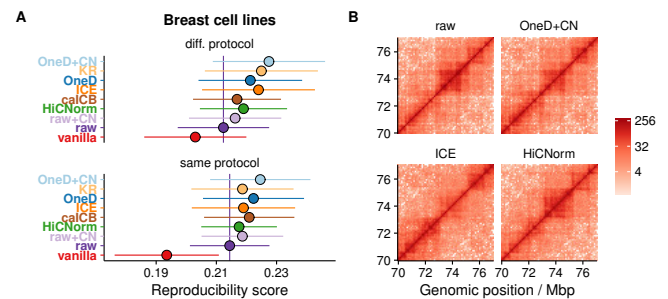 A
Breast cell lines
diff. protocol
OneD+CN
KR
OneD
ICE
calCB
HiCNorm
raw+CN
raw
vanilla
same protocol
OneD+CN
KR
OneD
ICE
calCB
HiCNorm
raw+CN
raw
vanilla
0.19 0.21 0.23
Reproducibility score
B
raw OneD+CN
76
74
72
70
ICE HiCNorm
76
74
72
70
70 72 74 76 70 72 74 76
Genomic position / Mbp
256
32
4